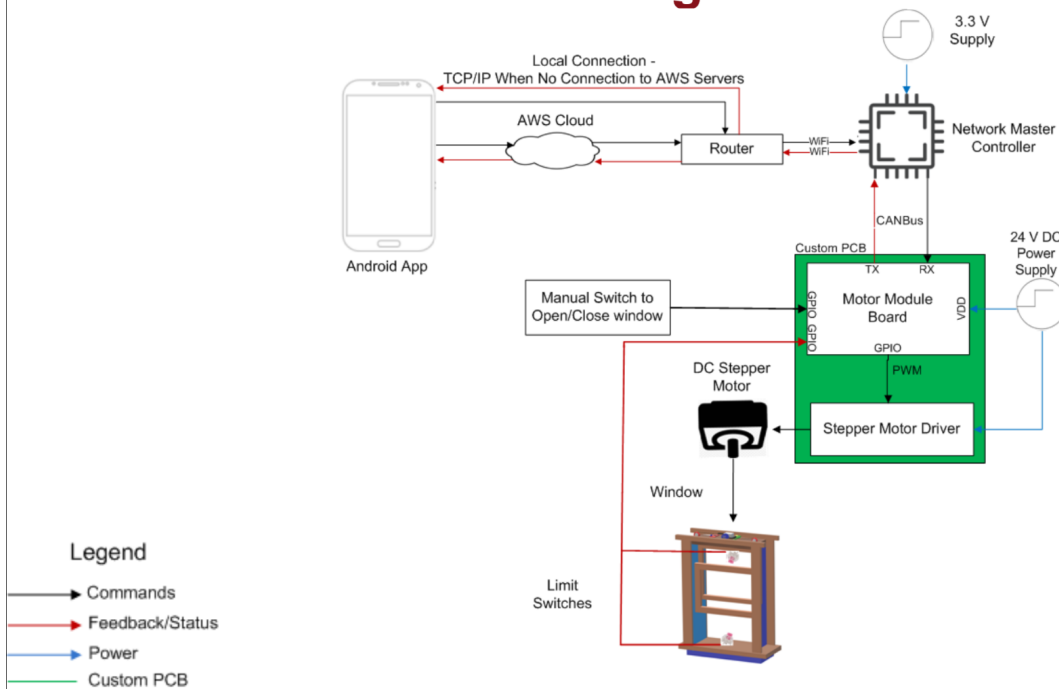 3.3 V
Supply
Local Connection -
TCP/IP When No Connection to AWS Servers
AWS Cloud
Router
WiFi
WiFi
Network Master
Controller
CANBus
Android App
Custom PCB
24 V DC
Power
Supply
TX
RX
Manual Switch to
Open/Close window
GPIO
GPIO
Motor Module
Board
VDD
GPIO
PWM
DC Stepper
Motor
Stepper Motor Driver
Window
Limit
Switches
Legend
Commands
Feedback/Status
Power
Custom PCB